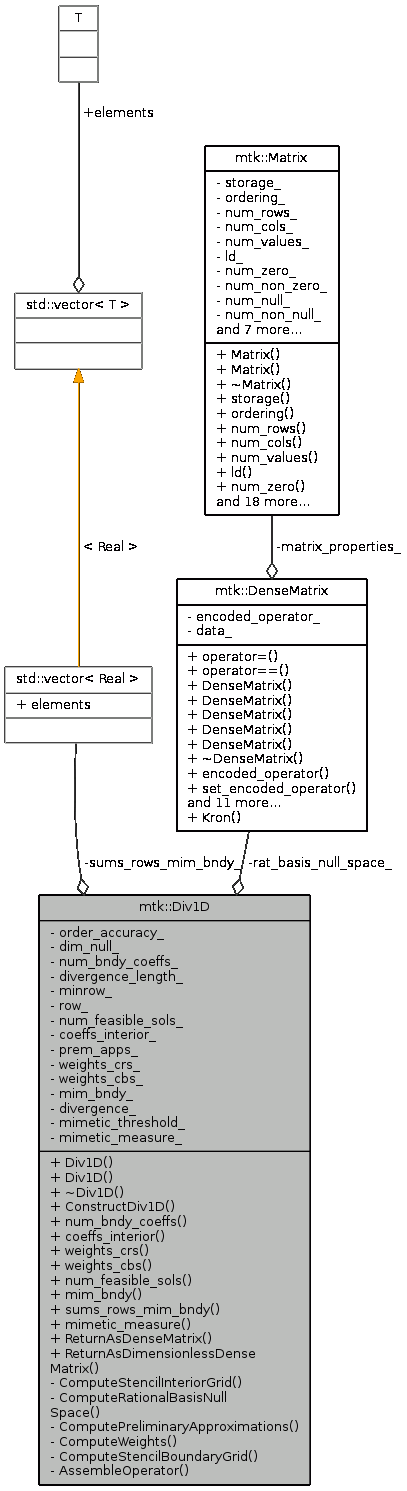 T
+elements
mtk::Matrix
- storage_
- ordering_
- num_rows_
- num_cols_
- num_values_
- ld_
- num_zero_
- num_non_zero_
- num_null_
- num_non_null_
and 7 more...
+ Matrix()
+ Matrix()
+ ~Matrix()
+ storage()
+ ordering()
+ num_rows()
+ num_cols()
+ num_values()
+ ld()
+ num_zero()
and 18 more...
std::vector< T >
< Real >
-matrix_properties_
mtk::DenseMatrix
- encoded_operator_
- data_
+ operator=()
+ operator==()
+ DenseMatrix()
+ DenseMatrix()
+ DenseMatrix()
+ DenseMatrix()
+ DenseMatrix()
+ ~DenseMatrix()
+ encoded_operator()
+ set_encoded_operator()
and 11 more...
+ Kron()
std::vector< Real >
+ elements
-sums_rows_mim_bndy_
-rat_basis_null_space_
mtk::Div1D
- order_accuracy_
- dim_null_
- num_bndy_coeffs_
- divergence_length_
- minrow_
- row_
- num_feasible_sols_
- coeffs_interior_
- prem_apps_
- weights_crs_
- weights_cbs_
- mim_bndy_
- divergence_
- mimetic_threshold_
- mimetic_measure_
+ Div1D()
+ Div1D()
+ ~Div1D()
+ ConstructDiv1D()
+ num_bndy_coeffs()
+ coeffs_interior()
+ weights_crs()
+ weights_cbs()
+ num_feasible_sols()
+ mim_bndy()
+ sums_rows_mim_bndy()
+ mimetic_measure()
+ ReturnAsDenseMatrix()
+ ReturnAsDimensionlessDense
Matrix()
- ComputeStencilInteriorGrid()
- ComputeRationalBasisNull
Space()
- ComputePreliminaryApproximations()
- ComputeWeights()
- ComputeStencilBoundaryGrid()
- AssembleOperator()